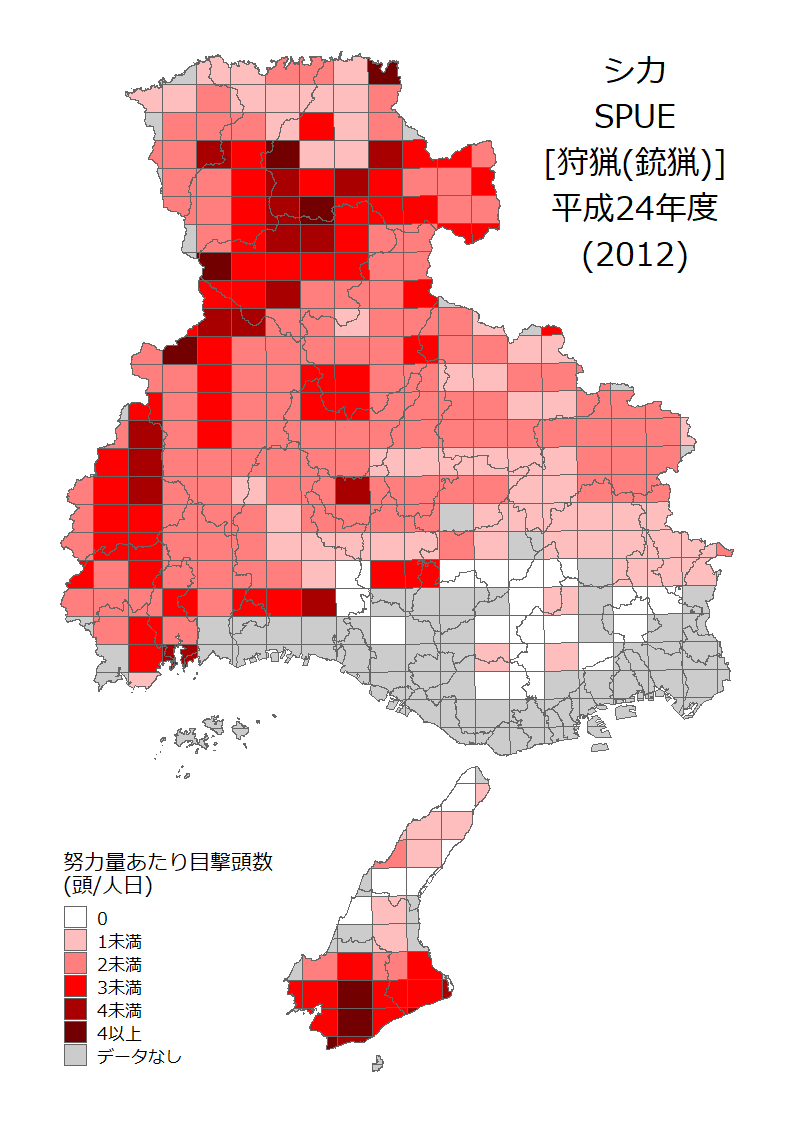 シカ
SPUE
[狩猟(銃猟)]
平成24年度
(2012)
努力量あたり目撃頭数
(頭/人日)
0
1未満
2未満
3未満
4未満
4以上
データなし